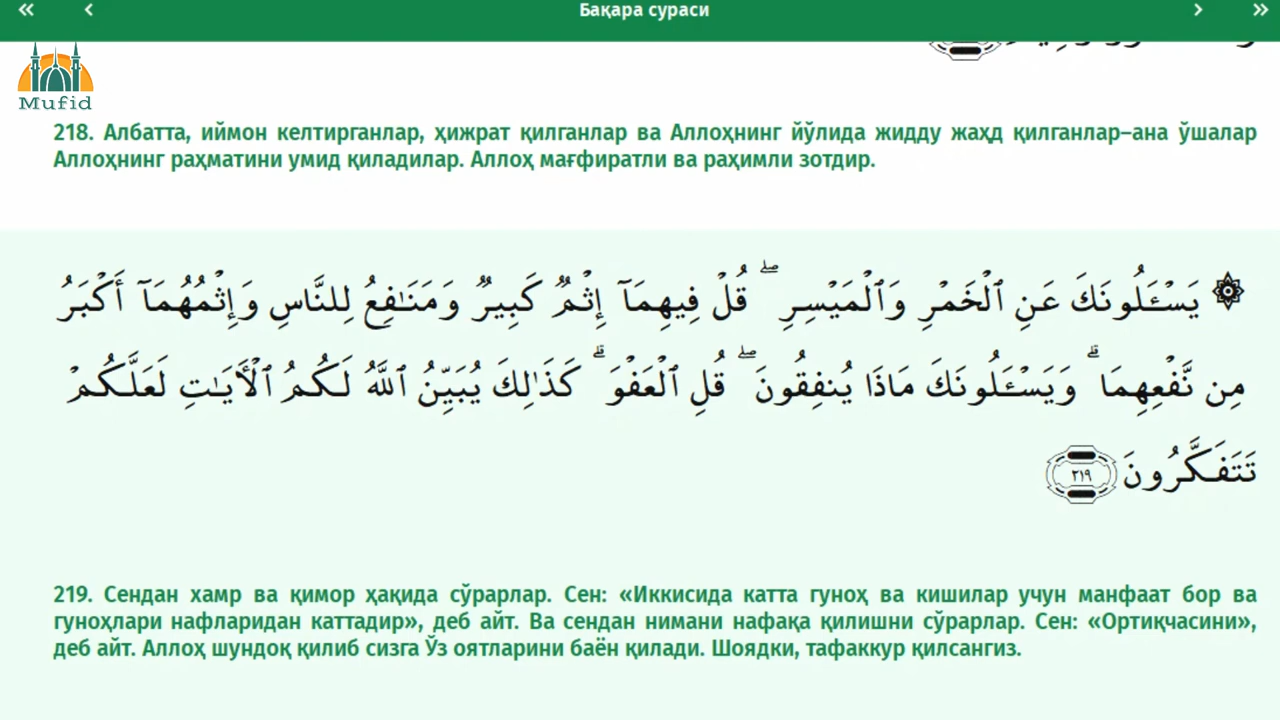 Бақара сураси
Mufid
218. Албатта, иймон келтирганлар, ҳижрат қилганлар ва Аллоҳнинг йўлида жидду жаҳд қилганлар–ана ўшалар
Аллоҳнинг раҳматини умид қиладилар. Аллоҳ мағфиратли ва раҳимли зотдир.
۞ يَسْـَٔلُونَكَ عَنِ ٱلْخَمْرِ وَٱلْمَيْسِرِ ۖ قُلْ فِيهِمَآ إِثْمٌ كَبِيرٌ وَمَنَـٰفِعُ لِلنَّاسِ وَإِثْمُهُمَآ أَكْبَرُ
مِن نَّفْعِهِمَا ۗ وَيَسْـَٔلُونَكَ مَاذَا يُنفِقُونَ ۖ قُلِ ٱلْعَفْوَ ۗ كَذَٰلِكَ يُبَيِّنُ ٱللَّهُ لَكُمُ ٱلْـَٔايَـٰتِ لَعَلَّكُمْ
تَتَفَكَّرُونَ ٢١٩
219. Сендан хамр ва қимор ҳақида сўрарлар. Сен: «Иккисида катта гуноҳ ва кишилар учун манфаат бор ва
гуноҳлари нафларидан каттадир», деб айт. Ва сендан нимани нафақа қилишни сўрарлар. Сен: «Ортиқчасини»,
деб айт. Аллоҳ шундоқ қилиб сизга Ўз оятларини баён қилади. Шоядки, тафаккур қилсангиз.